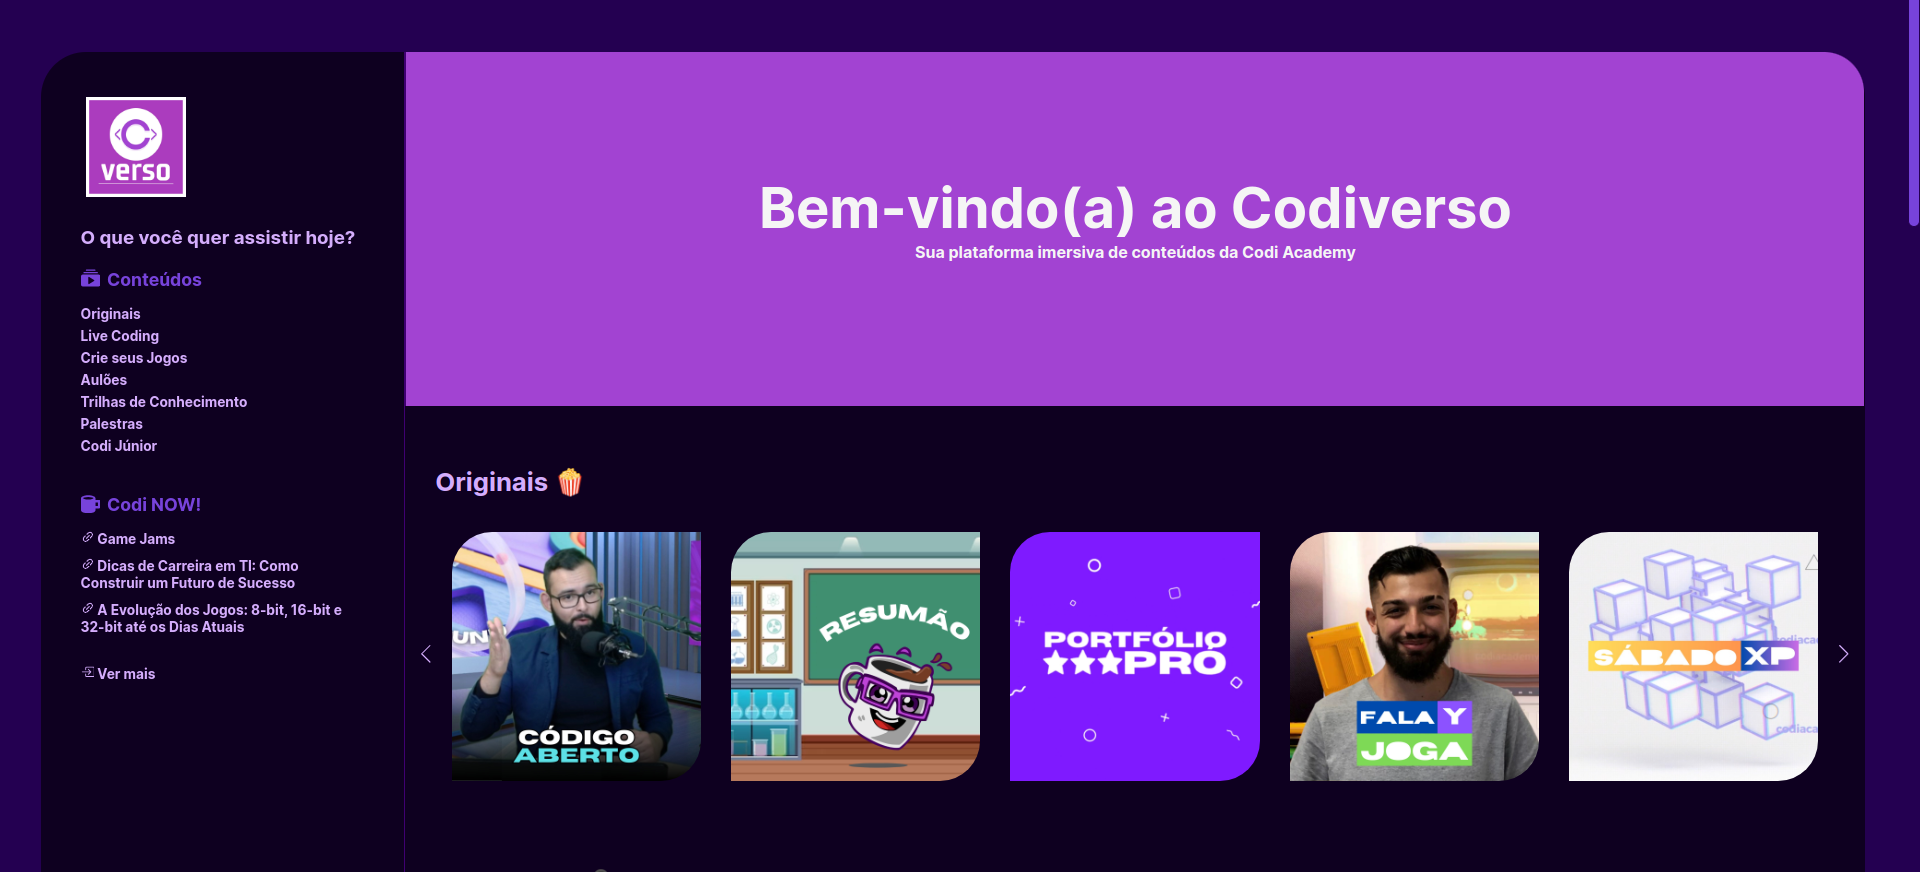 verso
O que você quer assistir hoje?
Conteúdos
Originais
Live Coding
Crie seus Jogos
Aulões
Trilhas de Conhecimento
Palestras
Codi Júnior
Codi NOW!
Game Jams
Dicas de Carreira em TI: Como
Construir um Futuro de Sucesso
A Evolução dos Jogos: 8-bit, 16-bit e
32-bit até os Dias Atuais
Ver mais
Bem-vindo(a) ao Codiverso
Sua plataforma imersiva de conteúdos da Codi Academy
Originais 🍿
UN
CÓDIGO
ABERTO
RESUMÃO
PORTFÓLIO
★★★PRO
FALA Y
JOGA
codiaca
SÁBADO XP
codiaca